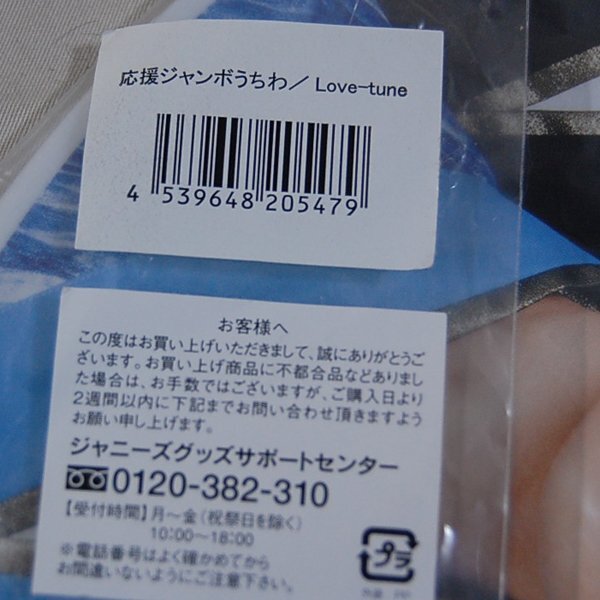 応援ジャンボうちわ／ Love-tune
4 539648 205479
お客様へ
この度はお買い上げいただきまして、誠にありがとうご
ざいます。お買い上げ商品に不都合品などありまし
た場合は、お手数ではございますが、ご購入日より
2週間以内に下記までお問い合わせ頂きますよう
お願い申し上げます。
ジャニーズグッズサポートセンター
0120-382-310
【受付時間】月〜金（祝祭日を除く）
10:00〜18:00
※電話番号はよく確かめてから
お間違いないようにご注意下さい。
プラ